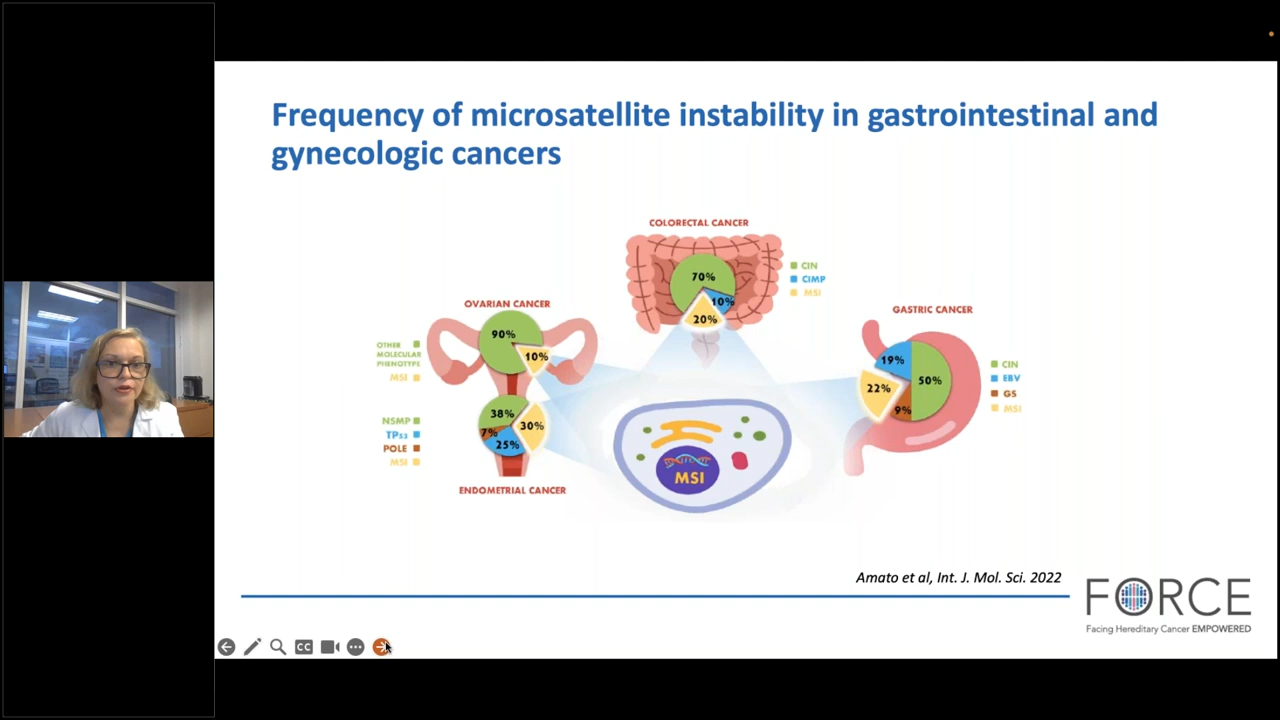 Frequency of microsatellite instability in gastrointestinal and
gynecologic cancers
COLORECTAL CANCER
70%
10%
20%
CIN
CIMP
MSI
OVARIAN CANCER
90%
10%
OTHER
MOLECULAR
PHENOTYPE
MSI
GASTRIC CANCER
19%
50%
22%
9%
CIN
EBV
GS
MSI
38%
30%
7%
25%
NSMP
TP53
POLE
MSI
ENDOMETRIAL CANCER
MSI
Amato et al, Int. J. Mol. Sci. 2022
FORCE
Facing Hereditary Cancer EMPOWERED
CC